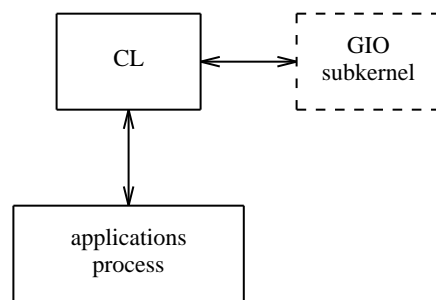 CL
GIO
subkernel
applications
process